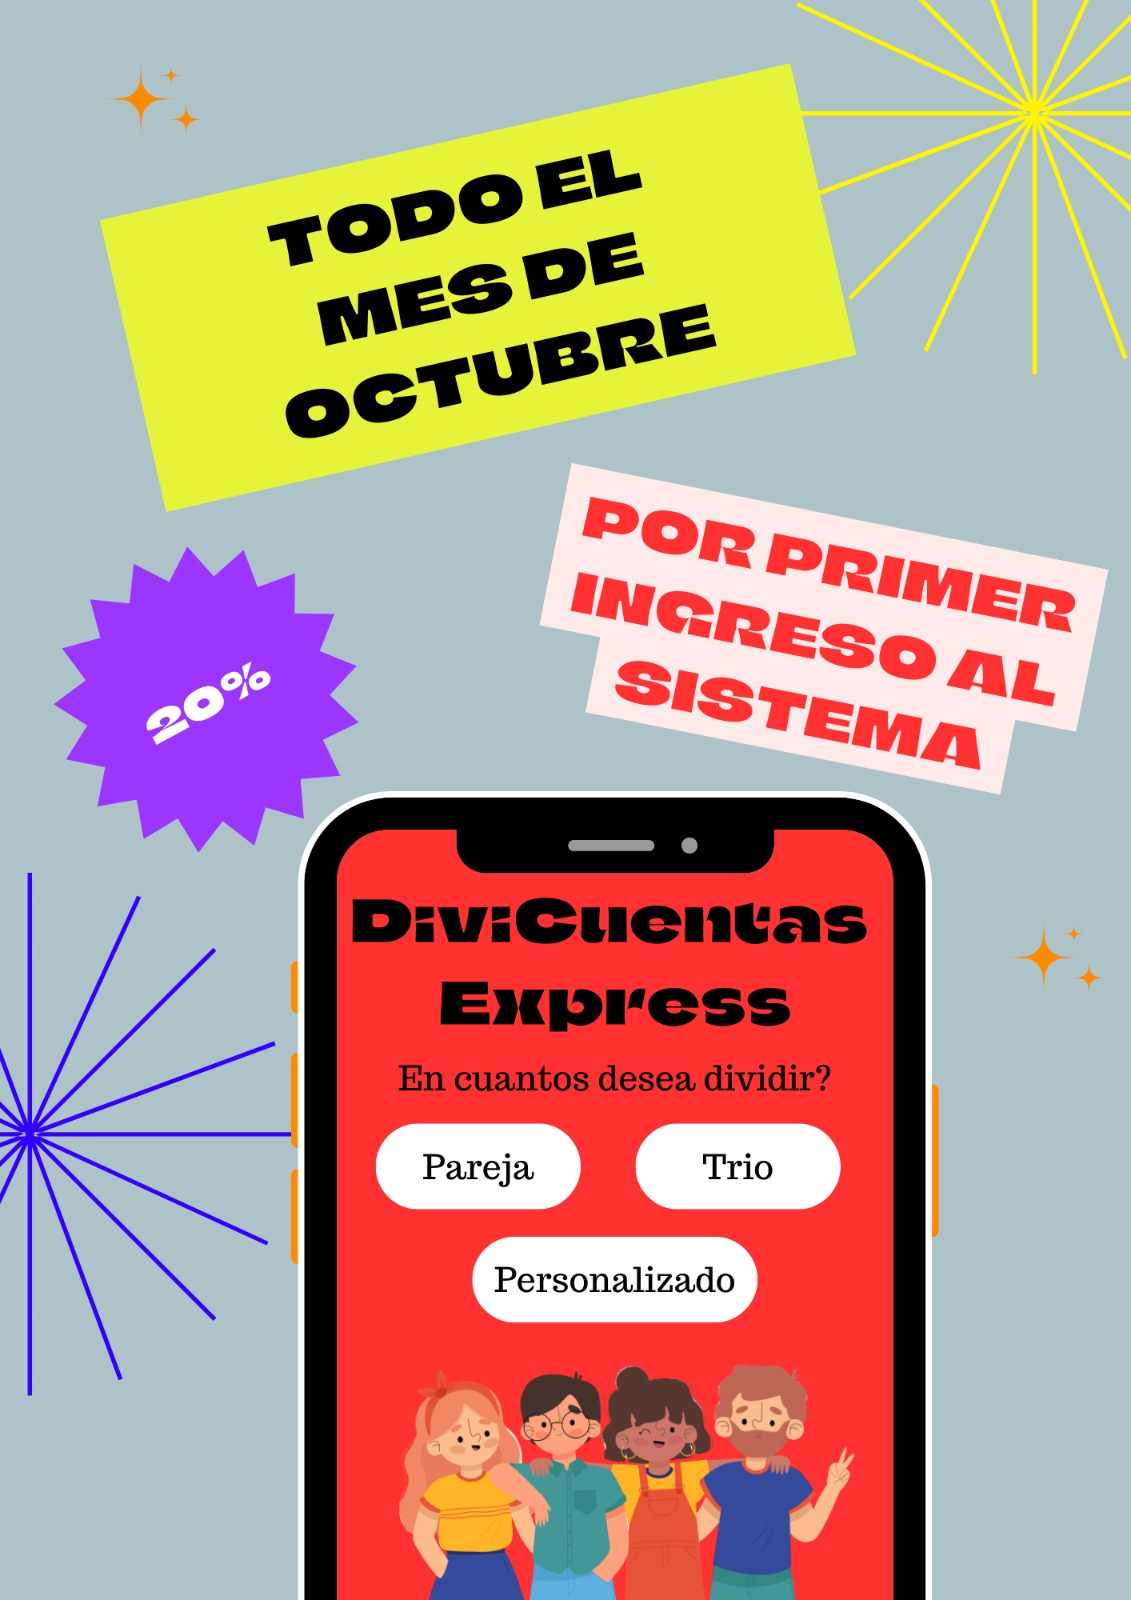 TODO EL
MES DE
OCTUBRE
POR PRIMER
INGRESO AL
SISTEMA
20%
DiviCuentas
Express
En cuantos desea dividir?
Pareja
Trio
Personalizado